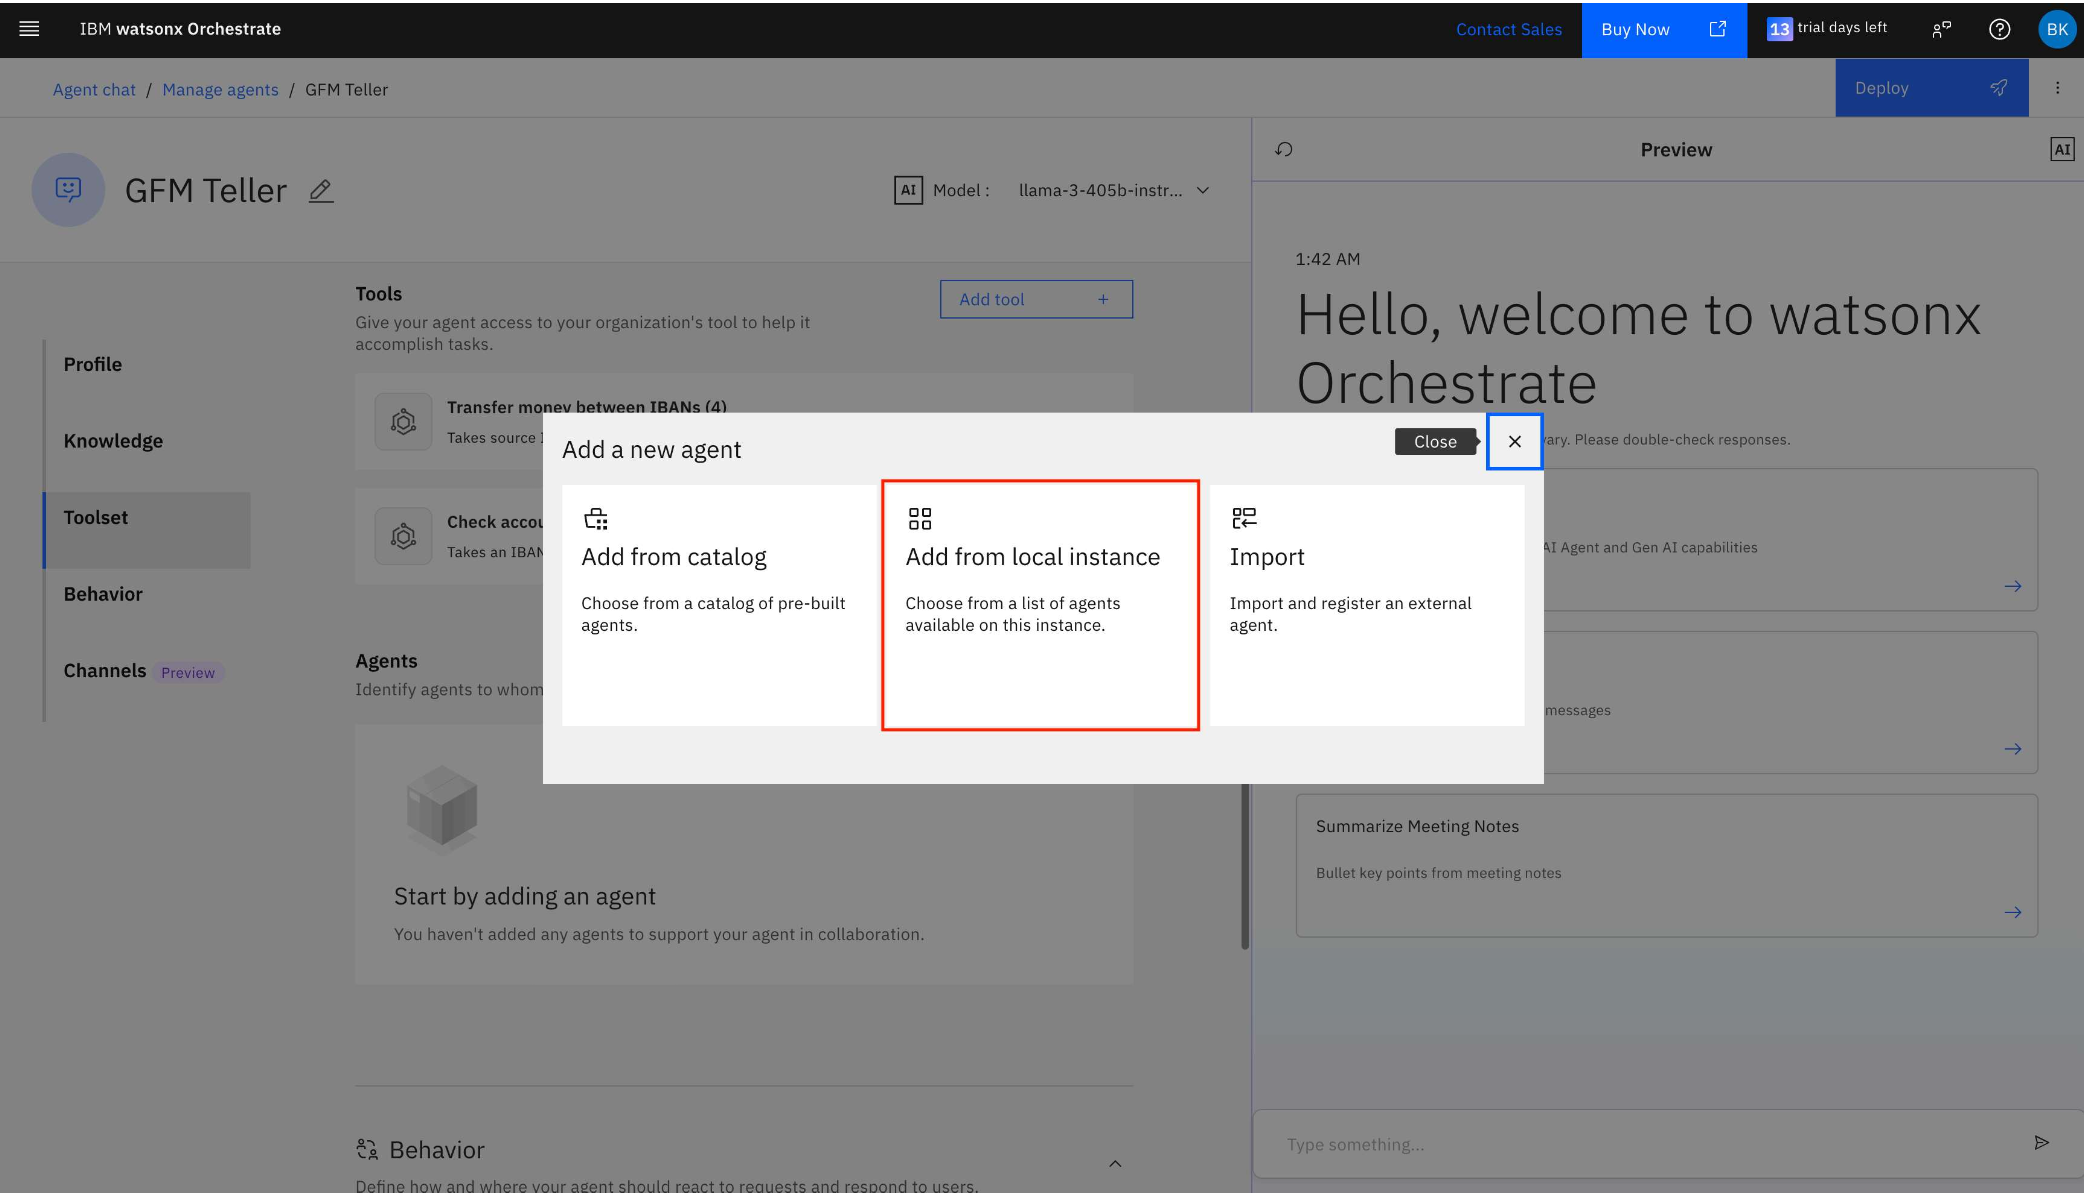 IBM watsonx Orchestrate
Contact Sales
Buy Now
13 trial days left
BK
Agent chat / Manage agents / GFM Teller
Deploy
GFM Teller
AI Model : llama-3-405b-instr...
Preview
AI
Profile
Knowledge
Toolset
Behavior
Channels Preview
Tools
Give your agent access to your organization's tool to help it
accomplish tasks.
Add tool +
Transfer money between IBANs (4)
Takes source
Check accou
Takes an IBAN
Agents
Identify agents to whom
Start by adding an agent
You haven't added any agents to support your agent in collaboration.
Behavior
Define how and where your agent should react to requests and respond to users.
Add a new agent
Close
Add from catalog
Choose from a catalog of pre-built
agents.
Add from local instance
Choose from a list of agents
available on this instance.
Import
Import and register an external
agent.
1:42 AM
Hello, welcome to watsonx
Orchestrate
vary. Please double-check responses.
AI Agent and Gen AI capabilities
messages
Summarize Meeting Notes
Bullet key points from meeting notes
Type something...